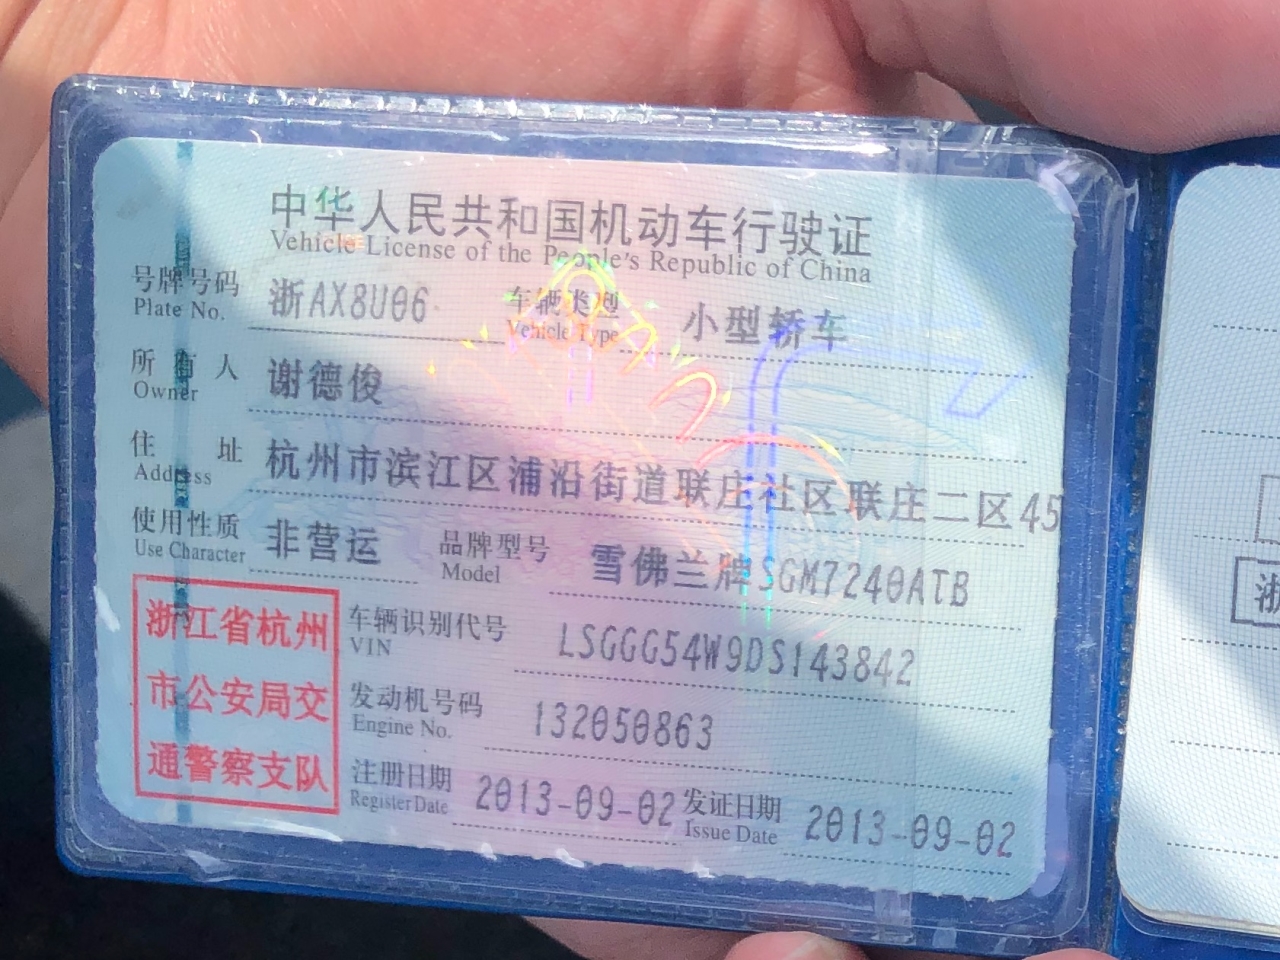 中华人民共和国机动车行驶证
Vehicle License of the People's Republic of China
号牌号码 浙AX8U06 车辆类型 小型轿车
Plate No. Vehicle Type
所有人 谢德俊
Owner
住址 杭州市滨江区浦沿街道联庄社区联庄二区45
Address
使用性质 非营运 品牌型号 雪佛兰牌SGM7240ATB
Use Character Model
车辆识别代号 LSGGG54W9DS143842
VIN
发动机号码 132050863
Engine No.
注册日期 2013-09-02 发证日期 2013-09-02
Register Date Issue Date
浙江省杭州
市公安局交
通警察支队
浙